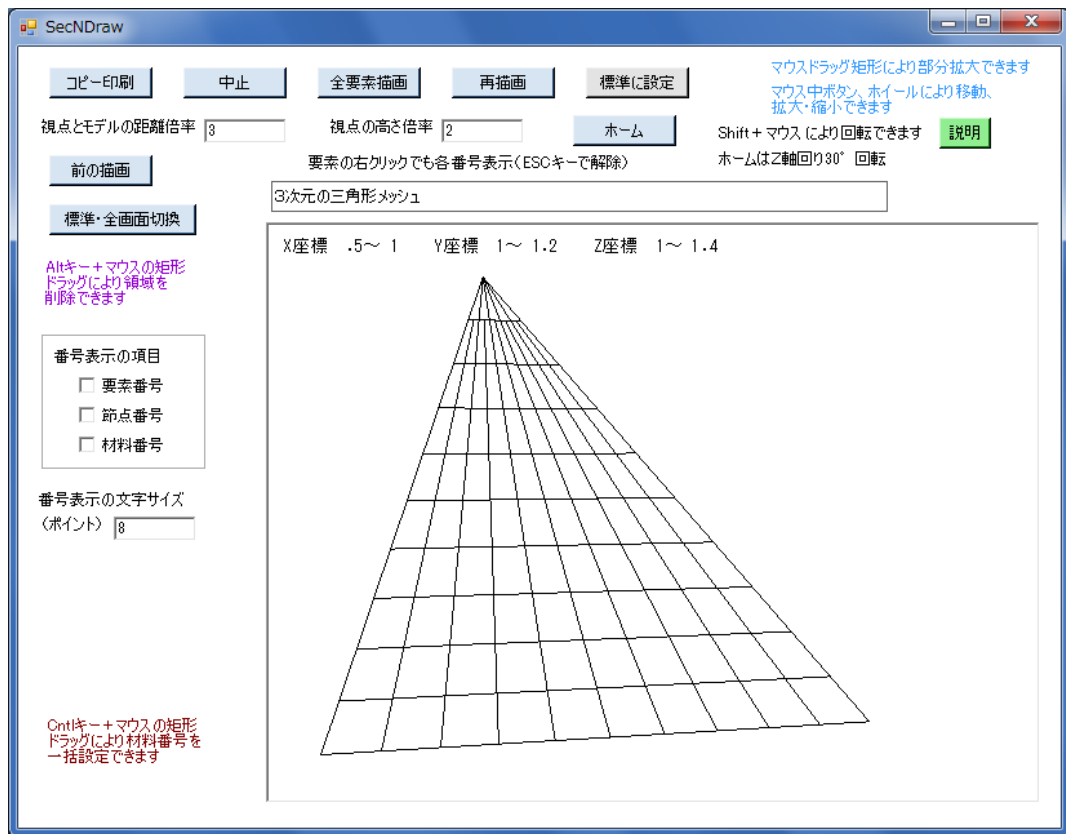 SecNDraw
コピー印刷
中止
全要素描画
再描画
標準に設定
マウスドラッグ矩形により部分拡大できます
マウス中ボタン、ホイールにより移動、
拡大・縮小できます
視点とモデルの距離倍率 3
視点の高さ倍率 2
ホーム
Shift+マウスにより回転できます
説明
前の描画
要素の右クリックでも各番号表示(ESCキーで解除)
ホームはZ軸回り30° 回転
3次元の三角形メッシュ
標準・全画面切換
X座標 .5～ 1 Y座標 1～ 1.2 Z座標 1～ 1.4
Altキー+マウスの矩形
ドラッグにより領域を
削除できます
番号表示の項目
要素番号
節点番号
材料番号
番号表示の文字サイズ
(ポイント) 8
Cntlキー+マウスの矩形
ドラッグにより材料番号を
一括設定できます